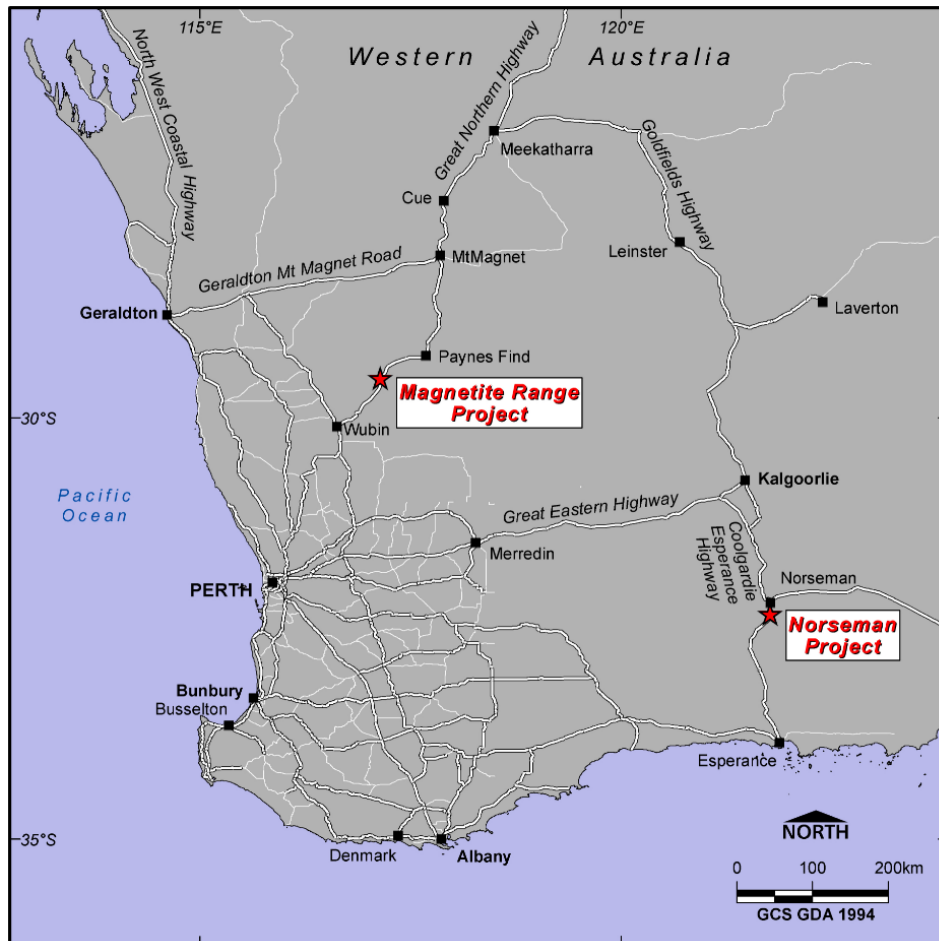 115°E
120°E
Western Australia
North West Coastal Highway
Great Northern Highway
Meekatharra
Goldfields Highway
Cue
Leinster
Geraldton Mt Magnet Road
MtMagnet
Laverton
Geraldton
Paynes Find
Magnetite Range
Project
30°S
Wubin
Kalgoorlie
Pacific
Ocean
Great Eastern Highway
Merredin
Coolgardie
Esperance
Highway
PERTH
Norseman
Norseman
Project
Bunbury
Busselton
Esperance
NORTH
35°S
Denmark
Albany
0 100 200km
GCS GDA 1994